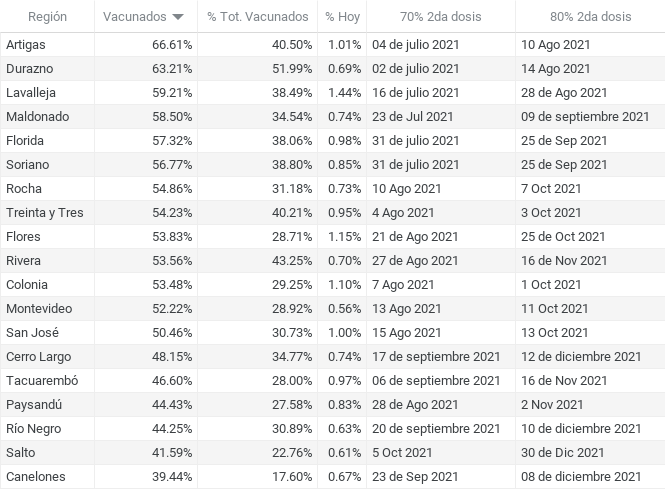 Región Vacunados % Tot. Vacunados % Hoy 70% 2da dosis 80% 2da dosis
Artigas 66.61% 40.50% 1.01% 04 de julio 2021 10 Ago 2021
Durazno 63.21% 51.99% 0.69% 02 de julio 2021 14 Ago 2021
Lavalleja 59.21% 38.49% 1.44% 16 de julio 2021 28 de Ago 2021
Maldonado 58.50% 34.54% 0.74% 23 de Jul 2021 09 de septiembre 2021
Florida 57.32% 38.06% 0.98% 31 de julio 2021 25 de Sep 2021
Soriano 56.77% 38.80% 0.85% 31 de julio 2021 25 de Sep 2021
Rocha 54.86% 31.18% 0.73% 10 Ago 2021 7 Oct 2021
Treinta y Tres 54.23% 40.21% 0.95% 4 Ago 2021 3 Oct 2021
Flores 53.83% 28.71% 1.15% 21 de Ago 2021 25 de Oct 2021
Rivera 53.56% 43.25% 0.70% 27 de Ago 2021 16 de Nov 2021
Colonia 53.48% 29.25% 1.10% 7 Ago 2021 1 Oct 2021
Montevideo 52.22% 28.92% 0.56% 13 Ago 2021 11 Oct 2021
San José 50.46% 30.73% 1.00% 15 Ago 2021 13 Oct 2021
Cerro Largo 48.15% 34.77% 0.74% 17 de septiembre 2021 12 de diciembre 2021
Tacuarembó 46.60% 28.00% 0.97% 06 de septiembre 2021 16 de Nov 2021
Paysandú 44.43% 27.58% 0.83% 28 de Ago 2021 2 Nov 2021
Río Negro 44.25% 30.89% 0.63% 20 de septiembre 2021 10 de diciembre 2021
Salto 41.59% 22.76% 0.61% 5 Oct 2021 30 de Dic 2021
Canelones 39.44% 17.60% 0.67% 23 de Sep 2021 08 de diciembre 2021